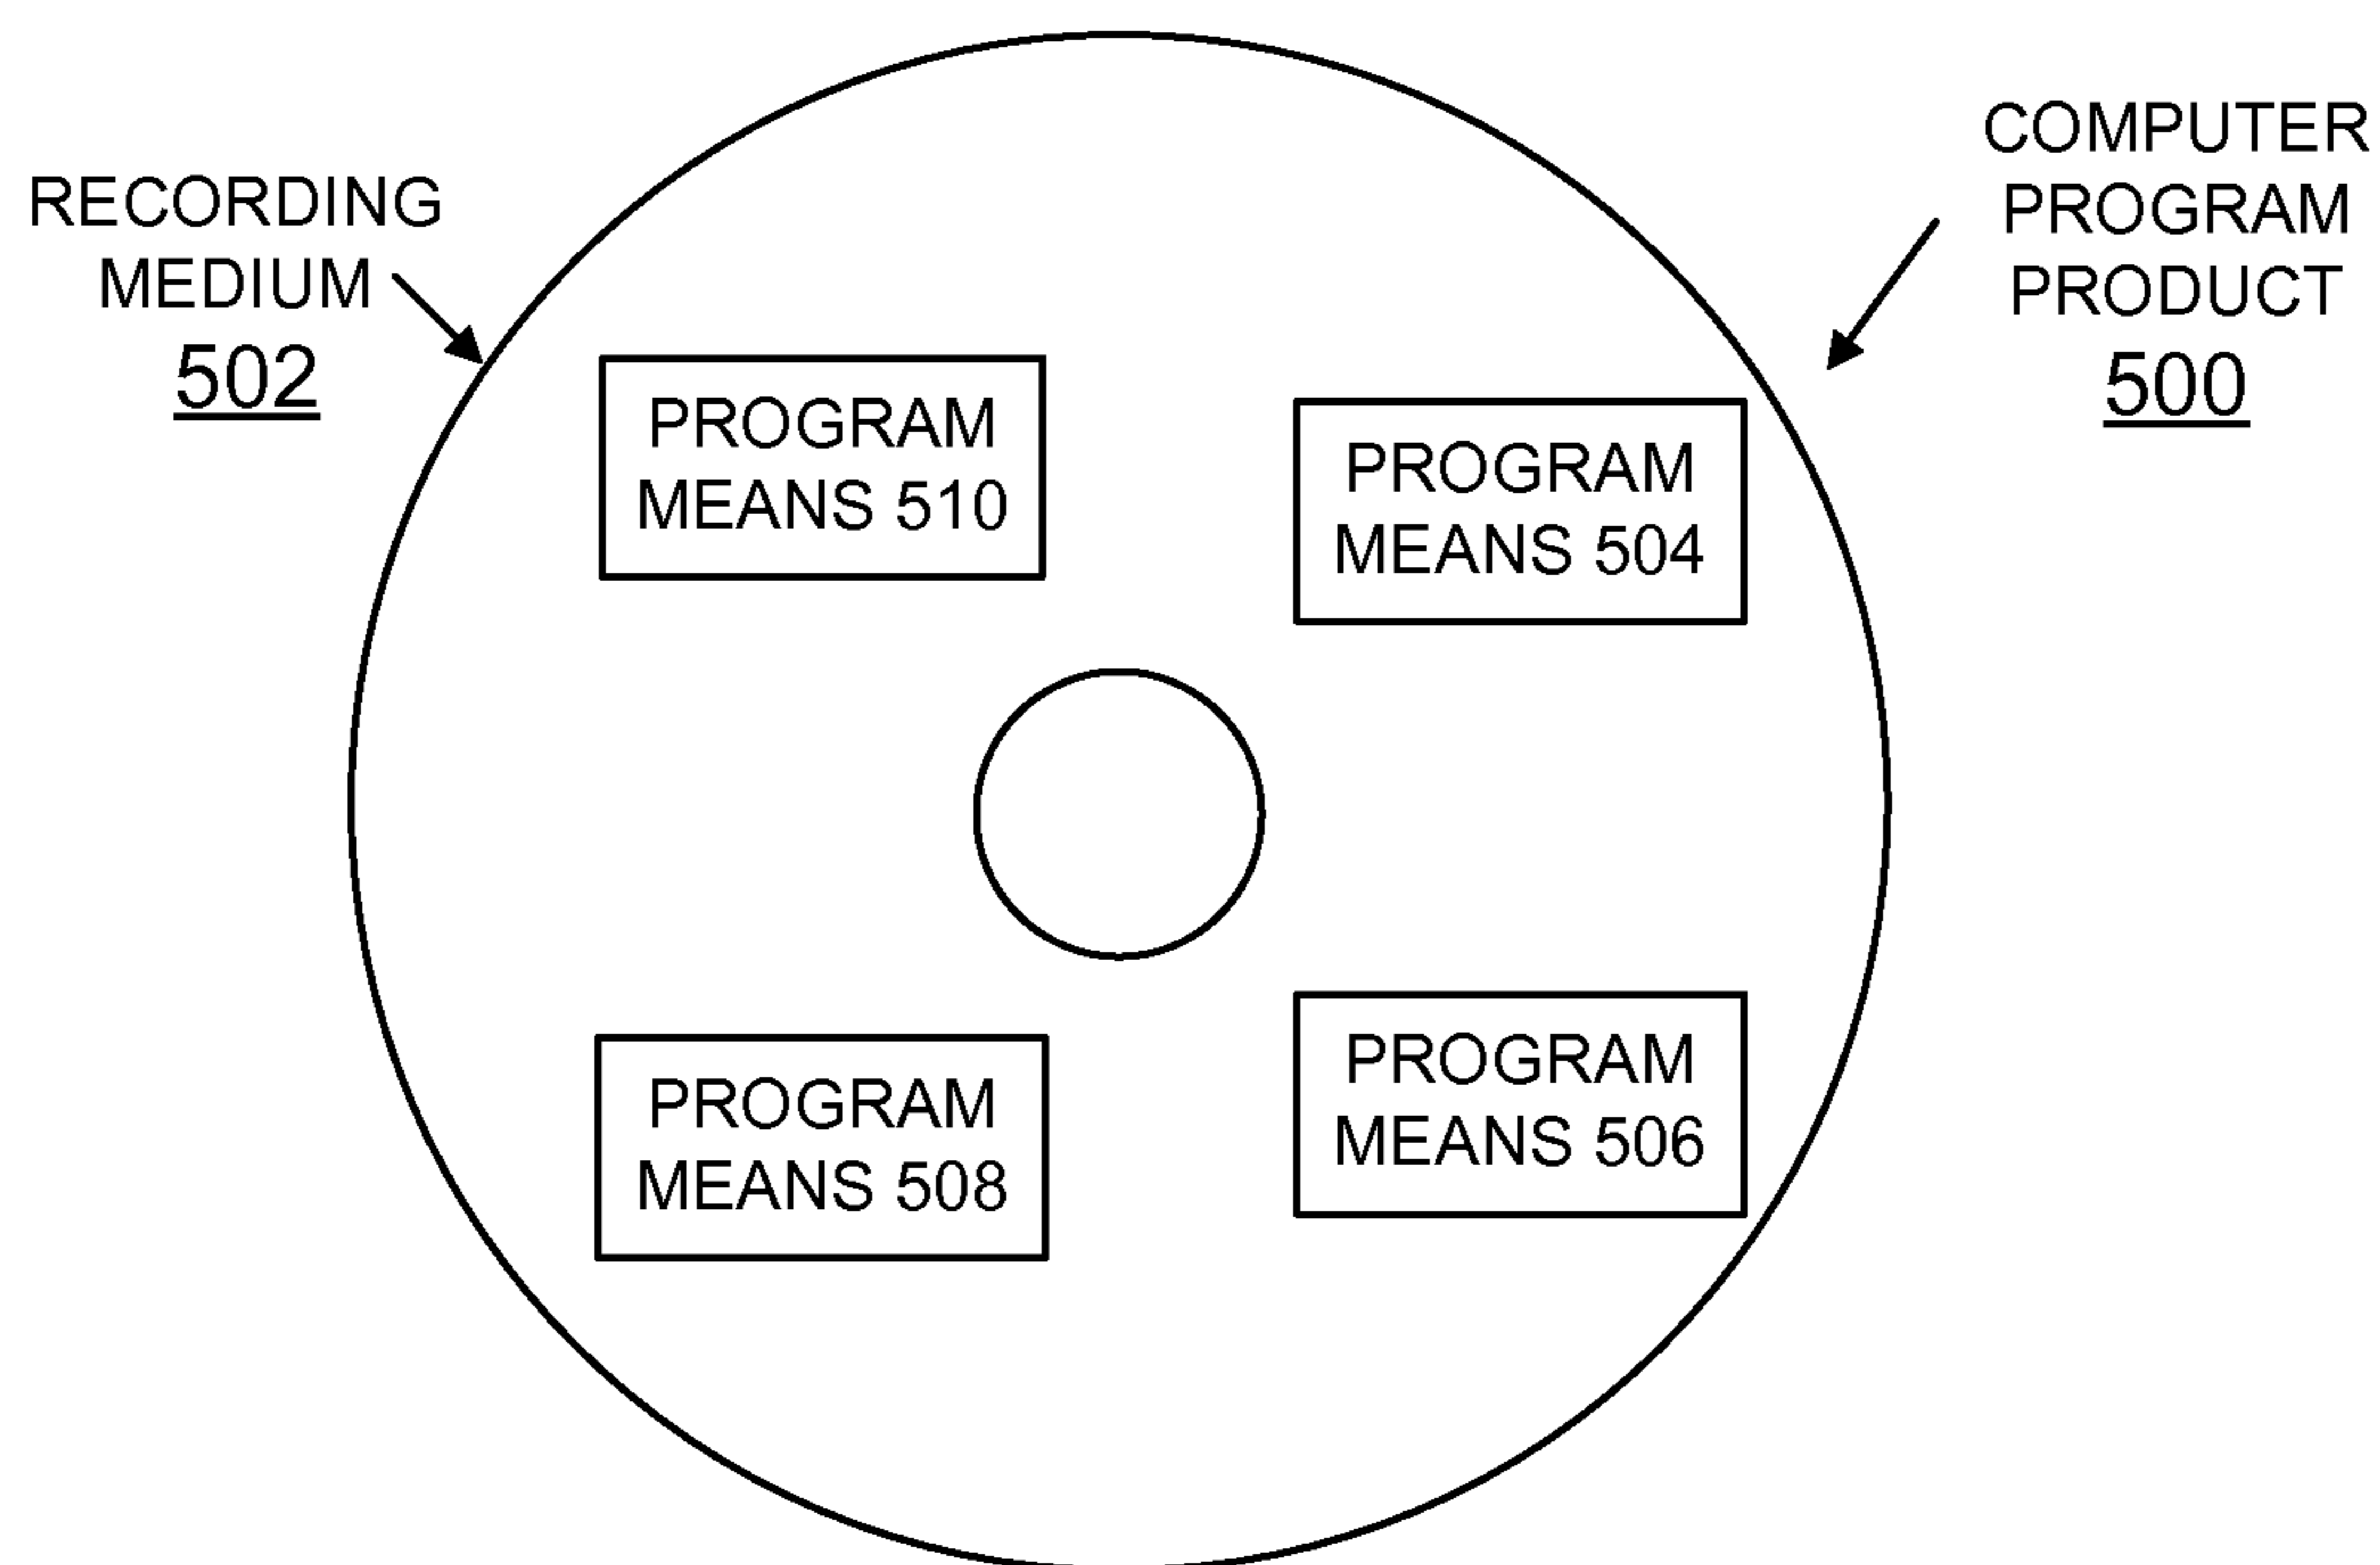 RECORDING
MEDIUM
502
COMPUTER
PROGRAM
PRODUCT
500
PROGRAM
MEANS 510
PROGRAM
MEANS 504
PROGRAM
MEANS 508
PROGRAM
MEANS 506